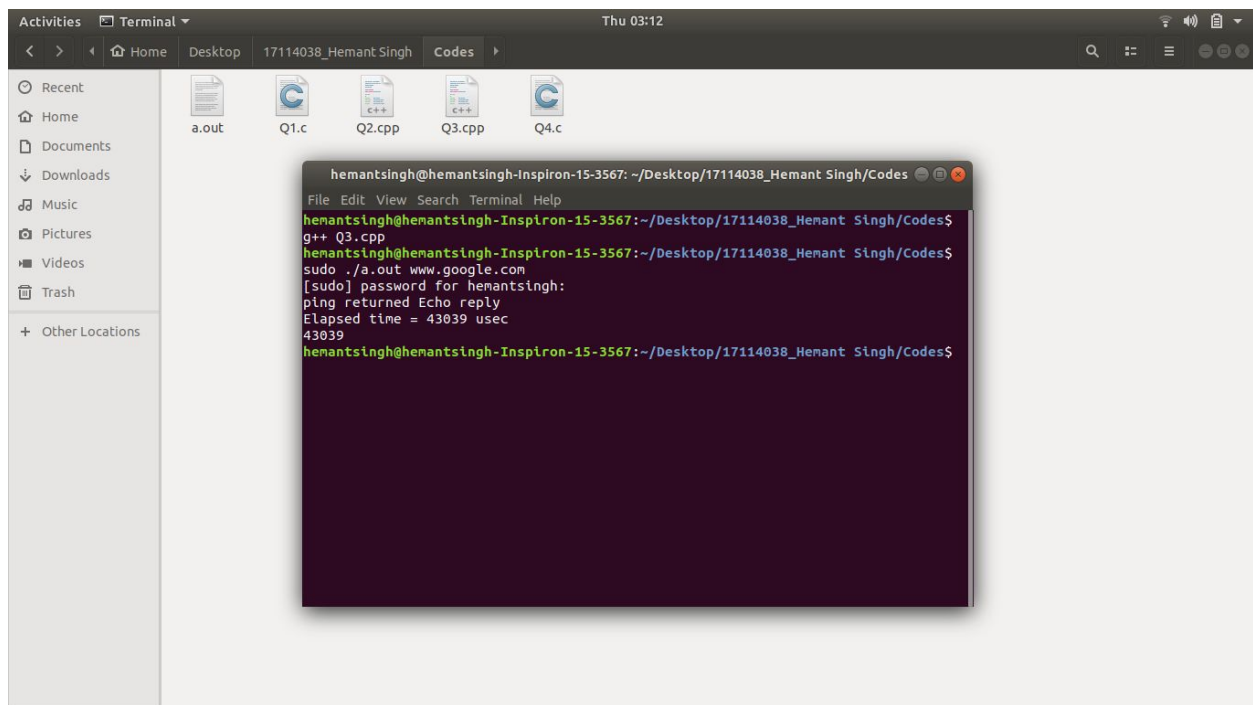 Activities Terminal Thu 03:12
Home Desktop 17114038_Hemant Singh Codes
Recent
Home
Documents
Downloads
Music
Pictures
Videos
Trash
+ Other Locations
a.out Q1.c Q2.cpp Q3.cpp Q4.c
hemantsingh@hemantsingh-Inspiron-15-3567: ~/Desktop/17114038_Hemant Singh/Codes
File Edit View Search Terminal Help
hemantsingh@hemantsingh-Inspiron-15-3567:~/Desktop/17114038_Hemant Singh/Codes$
g++ Q3.cpp
hemantsingh@hemantsingh-Inspiron-15-3567:~/Desktop/17114038_Hemant Singh/Codes$
sudo ./a.out www.google.com
[sudo] password for hemantsingh:
ping returned Echo reply
Elapsed time = 43039 usec
43039
hemantsingh@hemantsingh-Inspiron-15-3567:~/Desktop/17114038_Hemant Singh/Codes$